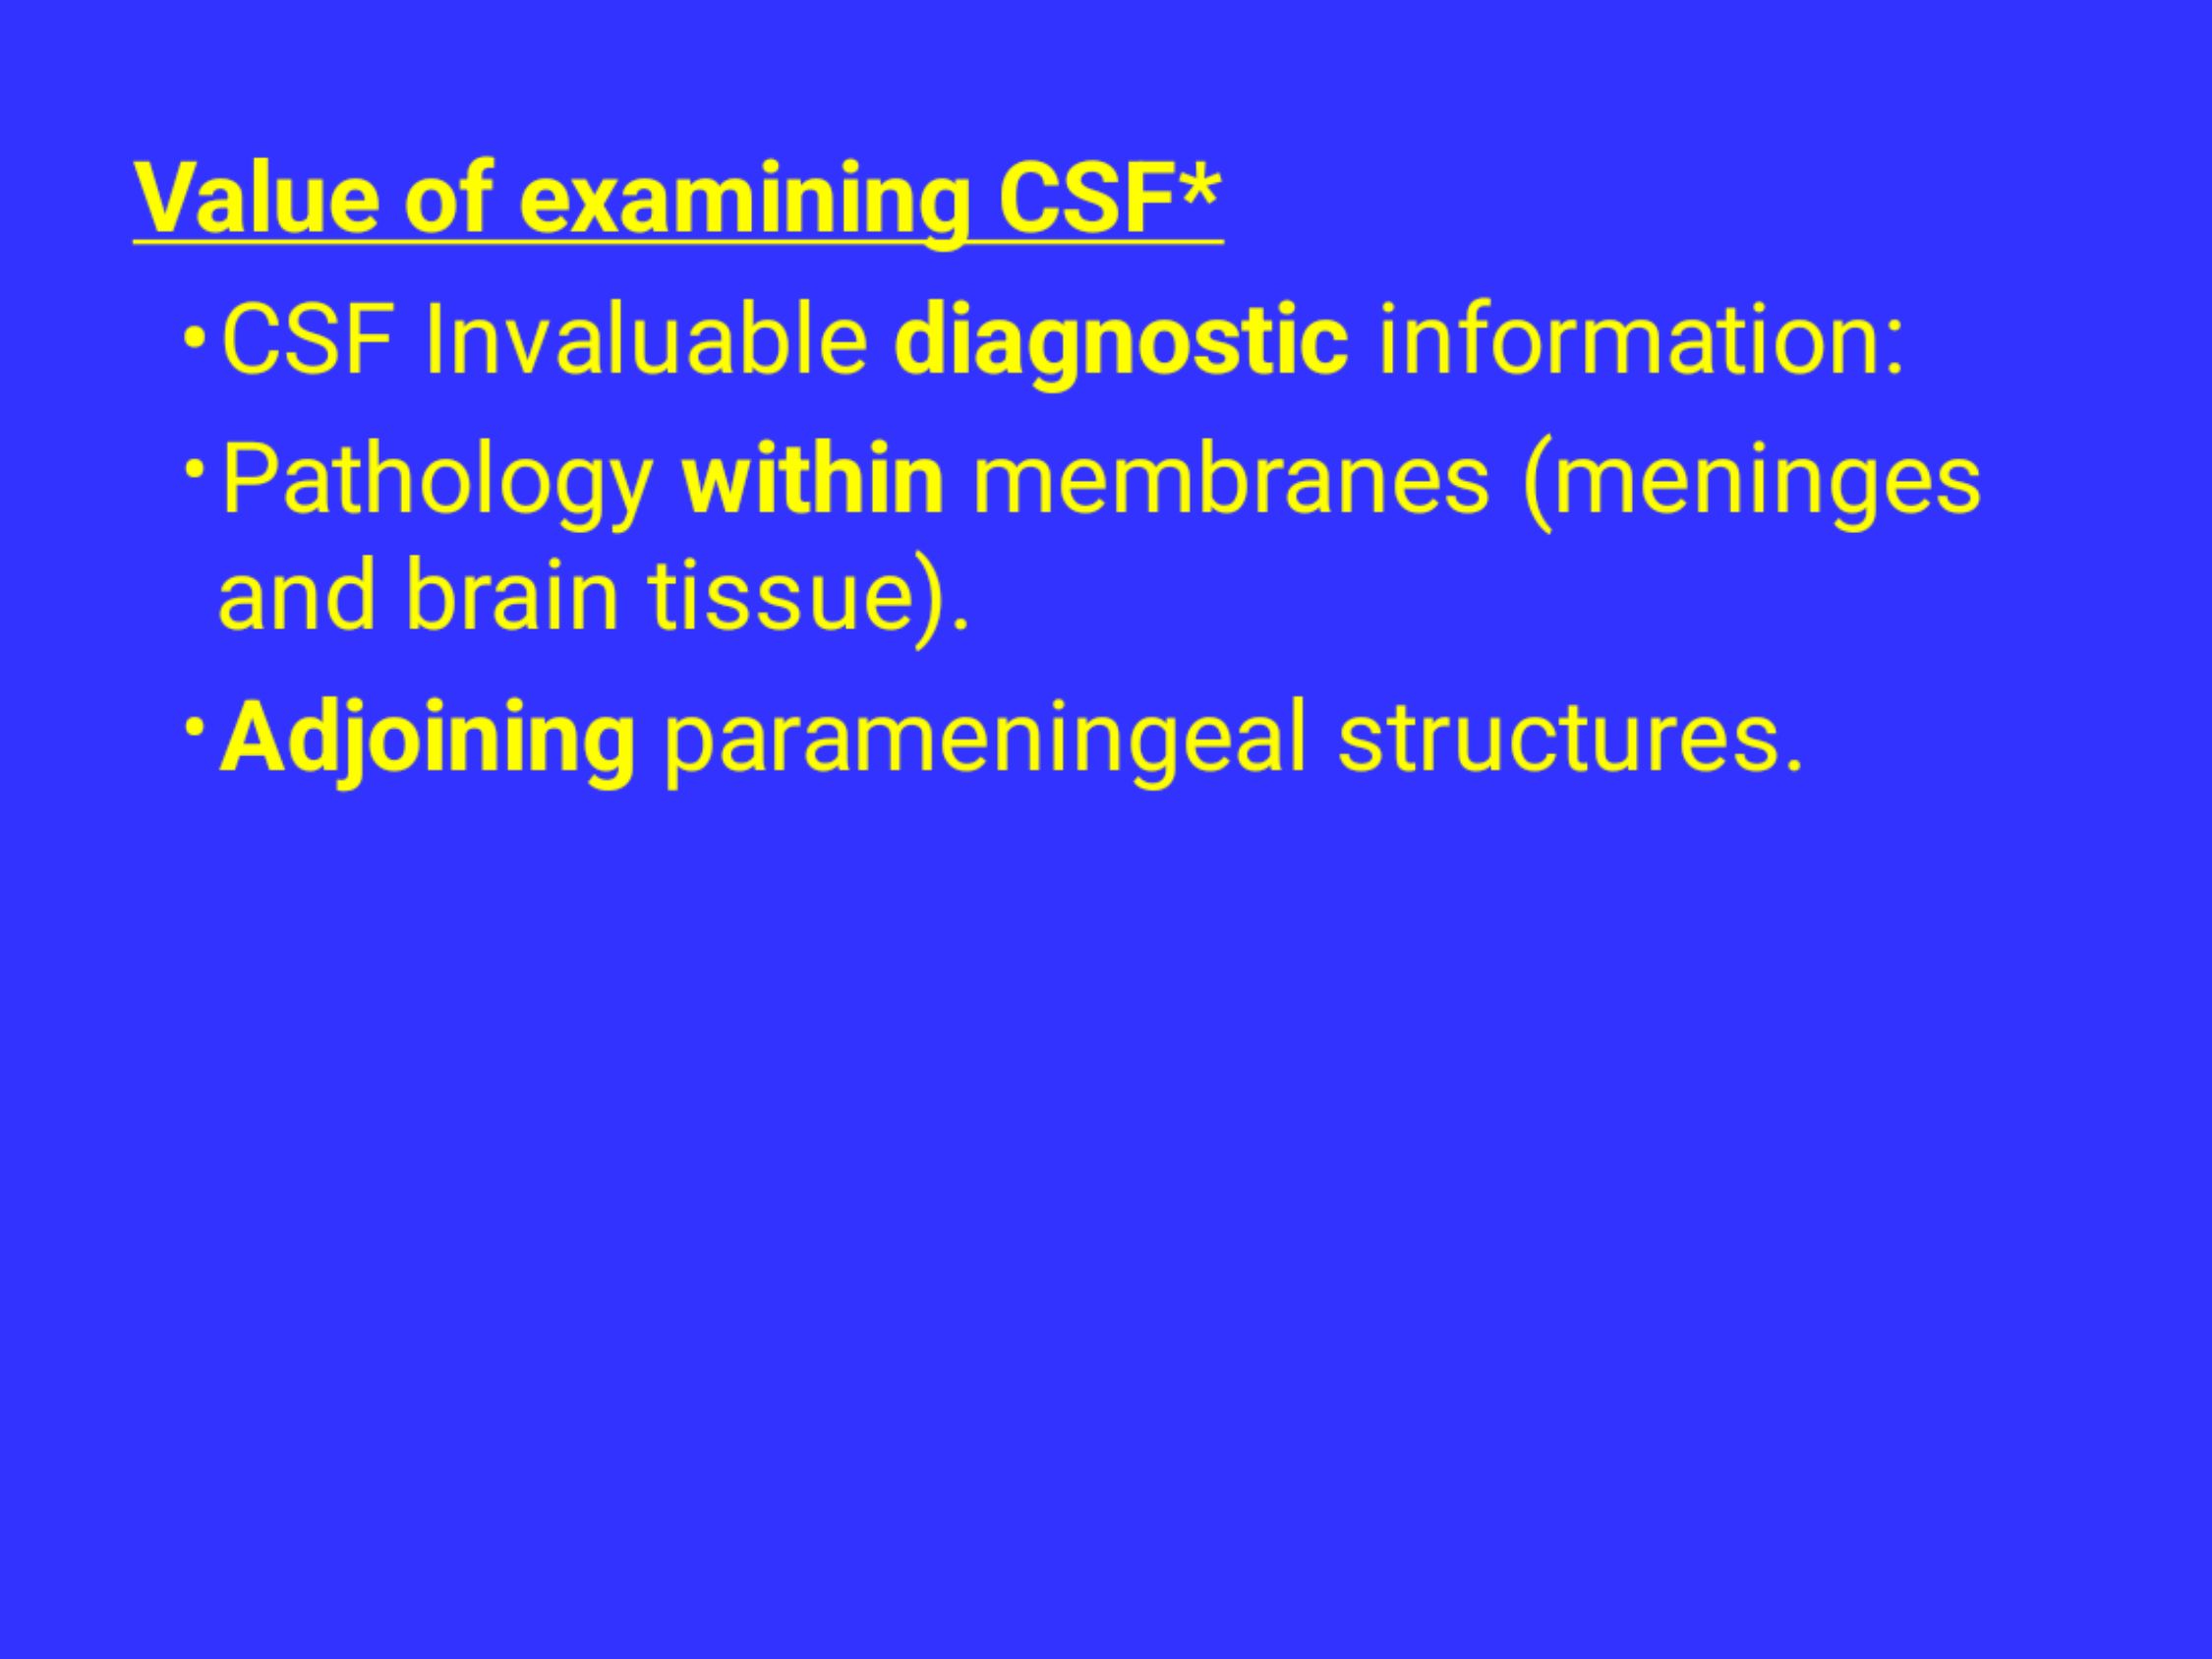 Value of examining CSF*
•CSF Invaluable diagnostic information:
•Pathology within membranes (meninges
and brain tissue).
•Adjoining parameningeal structures.